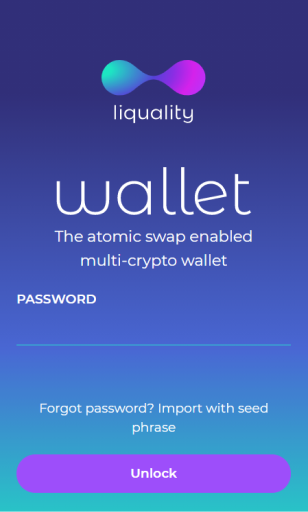 liquality
wallet
The atomic swap enabled
multi-crypto wallet
PASSWORD
Forgot password? Import with seed
phrase
Unlock